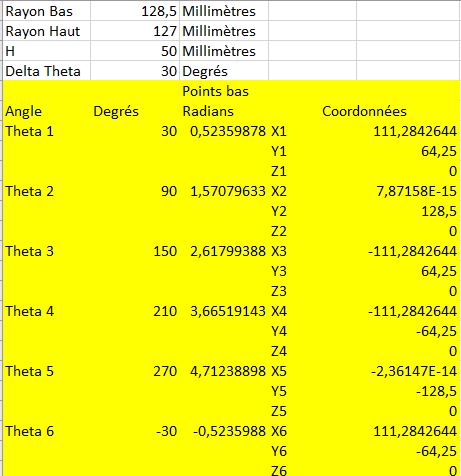 Rayon Bas 128,5 Millimètres
Rayon Haut 127 Millimètres
H 50 Millimètres
Delta Theta 30 Degrés
Points bas
Angle Degrés Radians Coordonnées
Theta 1 30 0,52359878 X1 111,2842644
Y1 64,25
Z1 0
Theta 2 90 1,57079633 X2 7,87158E-15
Y2 128,5
Z2 0
Theta 3 150 2,61799388 X3 -111,2842644
Y3 64,25
Z3 0
Theta 4 210 3,66519143 X4 -111,2842644
Y4 -64,25
Z4 0
Theta 5 270 4,71238898 X5 -2,36147E-14
Y5 -128,5
Z5 0
Theta 6 -30 -0,5235988 X6 111,2842644
Y6 -64,25
Z6 0